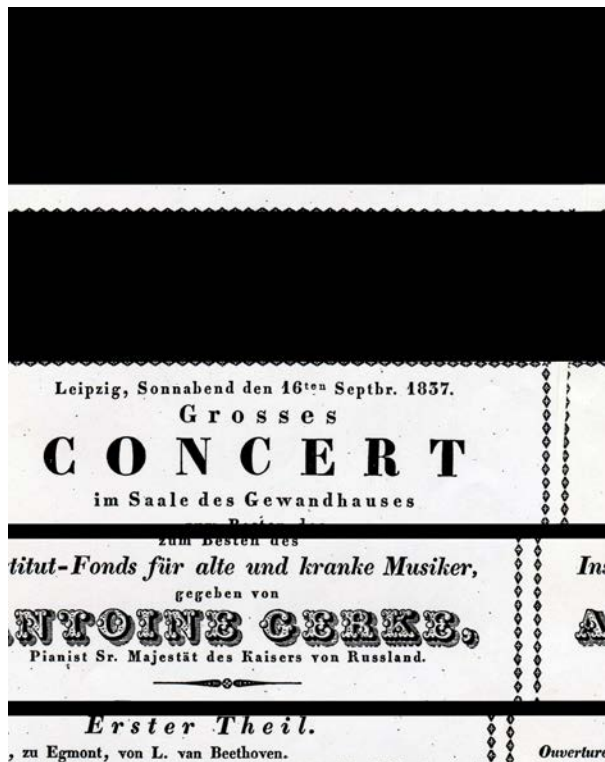 Leipzig, Sonnabend den 16ten Septbr. 1837.
Grosses
CONCERT
im Saale des Gewandhauses
zum Besten des
titut-Fonds für alte und kranke Musiker, Ins
gegeben von
NTOINE GERKE, A
Pianist Sr. Majestät des Kaisers von Russland.
Erster Theil.
, zu Egmont, von L. van Beethoven. Ouverture